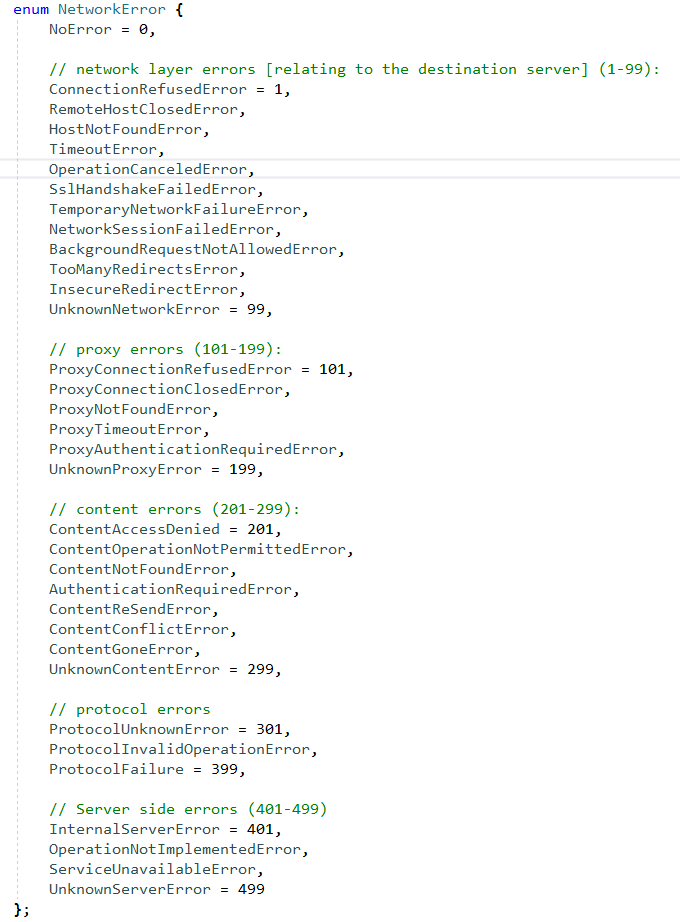 enum NetworkError {
NoError = 0,
// network layer errors [relating to the destination server] (1-99):
ConnectionRefusedError = 1,
RemoteHostClosedError,
HostNotFoundError,
TimeoutError,
OperationCanceledError,
SslHandshakeFailedError,
TemporaryNetworkFailureError,
NetworkSessionFailedError,
BackgroundRequestNotAllowedError,
TooManyRedirectsError,
InsecureRedirectError,
UnknownNetworkError = 99,
// proxy errors (101-199):
ProxyConnectionRefusedError = 101,
ProxyConnectionClosedError,
ProxyNotFoundError,
ProxyTimeoutError,
ProxyAuthenticationRequiredError,
UnknownProxyError = 199,
// content errors (201-299):
ContentAccessDenied = 201,
ContentOperationNotPermittedError,
ContentNotFoundError,
AuthenticationRequiredError,
ContentReSendError,
ContentConflictError,
ContentGoneError,
UnknownContentError = 299,
// protocol errors
ProtocolUnknownError = 301,
ProtocolInvalidOperationError,
ProtocolFailure = 399,
// Server side errors (401-499)
InternalServerError = 401,
OperationNotImplementedError,
ServiceUnavailableError,
UnknownServerError = 499
};